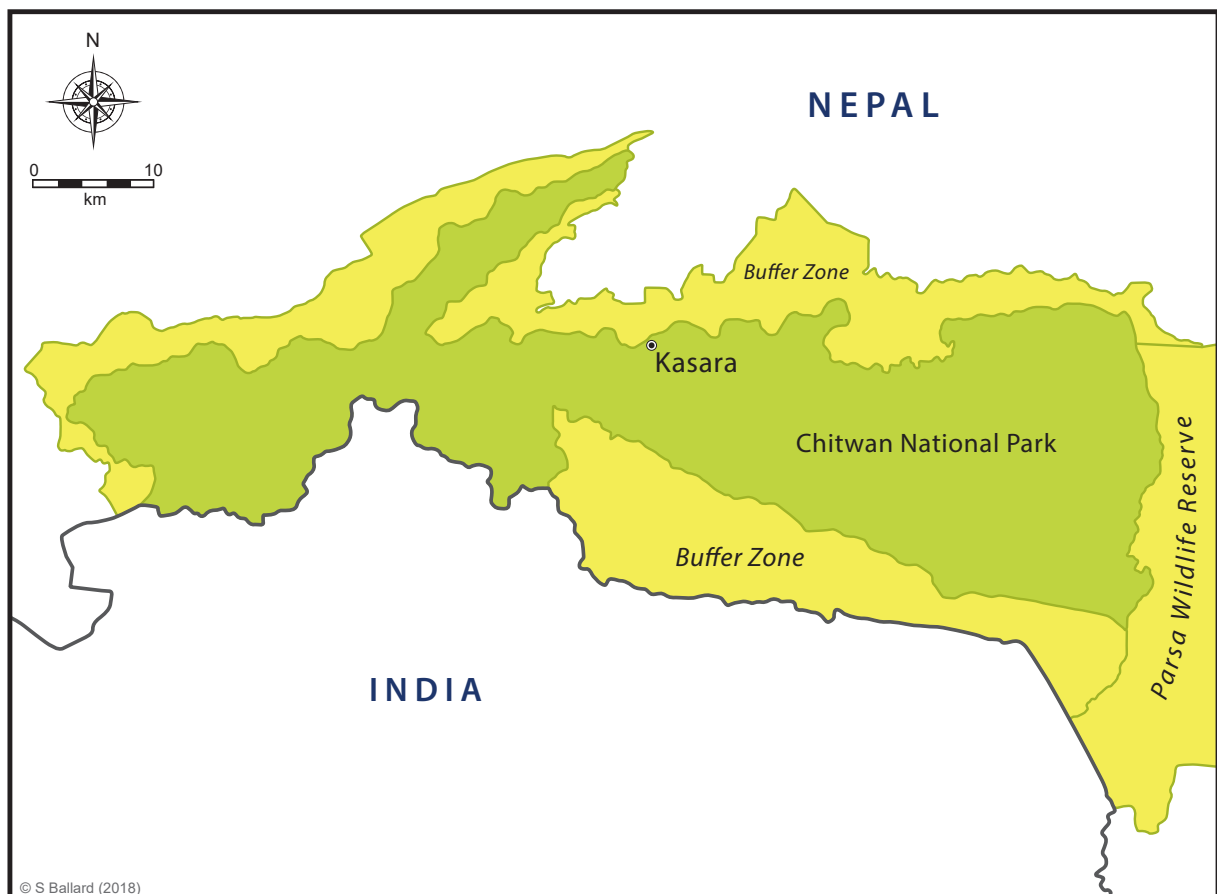 N
NEPAL
0 10
km
Buffer Zone
Kasara
Chitwan National Park
Parsa Wildlife Reserve
Buffer Zone
INDIA
© S Ballard (2018)